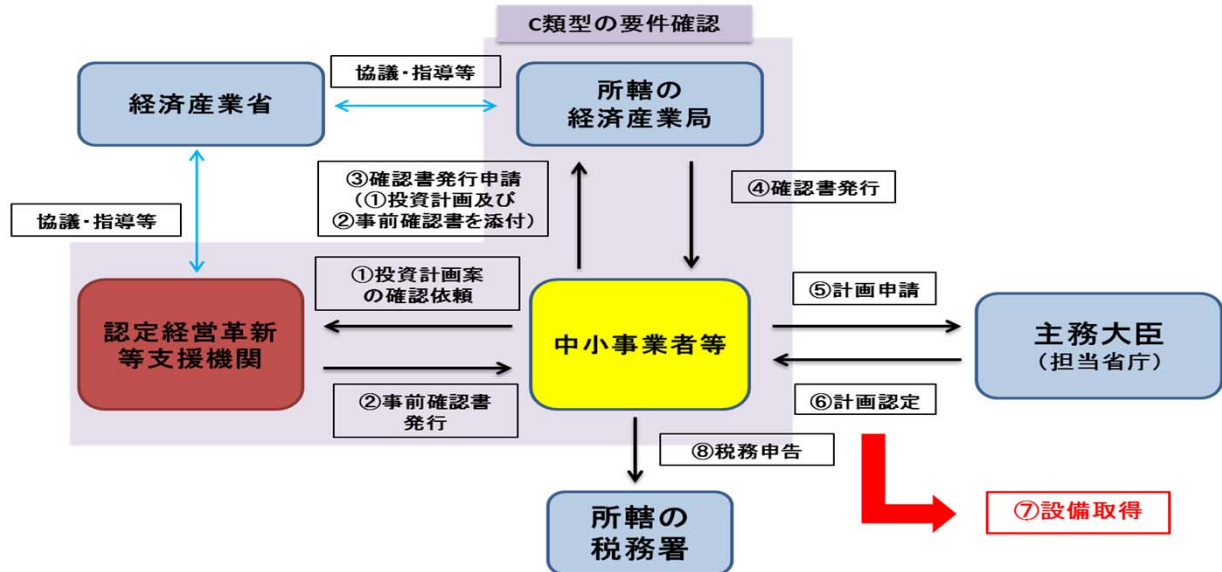 C類型の要件確認
協議・指導等
経済産業省
所轄の
経済産業局
③確認書発行申請
(①投資計画及び
②事前確認書を添付)
④確認書発行
協議・指導等
①投資計画案
の確認依頼
⑤計画申請
認定経営革新
等支援機関
中小事業者等
主務大臣
(担当省庁)
②事前確認書
発行
⑥計画認定
⑧税務申告
⑦設備取得
所轄の
税務署